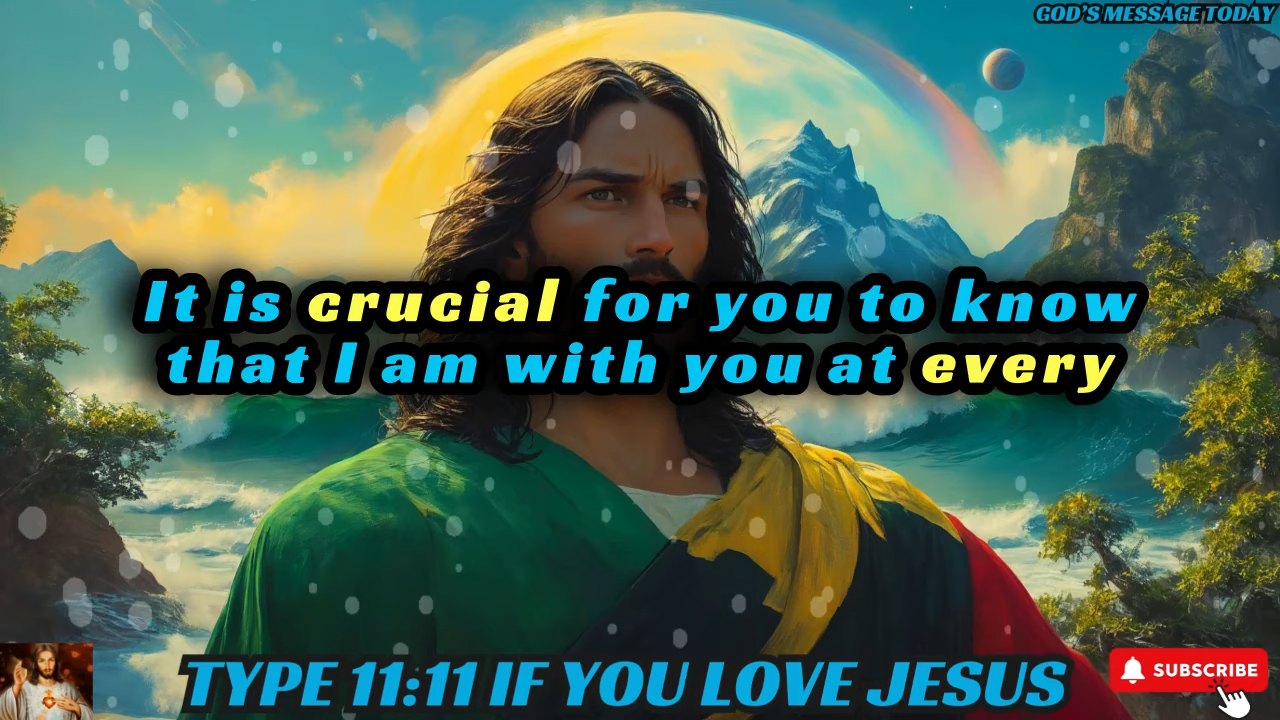 GOD'S MESSAGE TODAY
It is crucial for you to know
that I am with you at every
TYPE 11:11 IF YOU LOVE JESUS
SUBSCRIBE